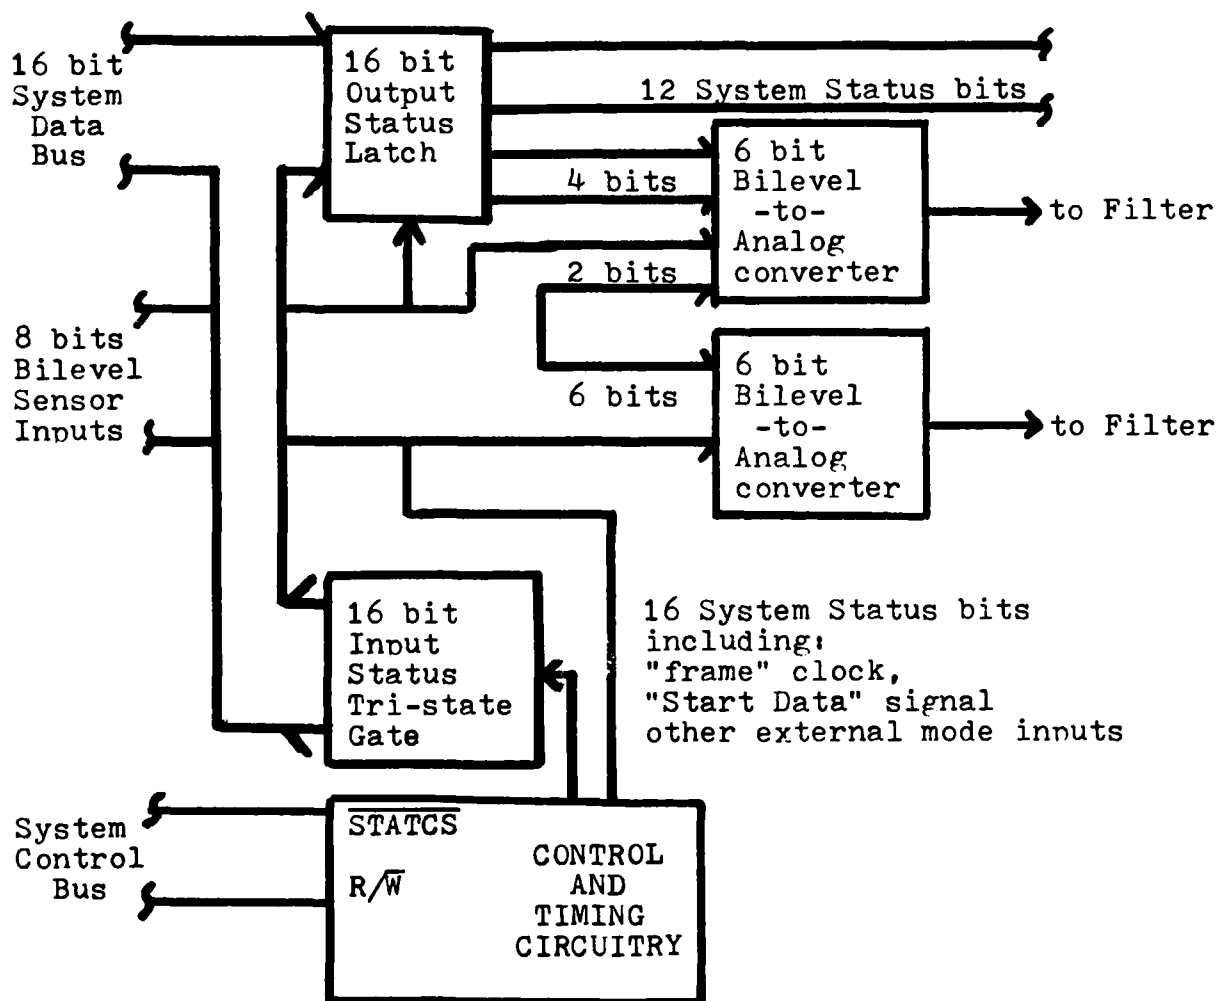 16 bit
System
Data
Bus
16 bit
Output
Status
Latch
12 System Status bits
4 bits
6 bit
Bilevel
-to-
Analog
converter
to Filter
2 bits
8 bits
Bilevel
Sensor
Inputs
6 bits
6 bit
Bilevel
-to-
Analog
converter
to Filter
16 bit
Input
Status
Tri-state
Gate
16 System Status bits
including:
"frame" clock,
"Start Data" signal
other external mode inputs
System
Control
Bus
S̅T̅A̅T̅C̅S̅
R/W̅
CONTROL
AND
TIMING
CIRCUITRY